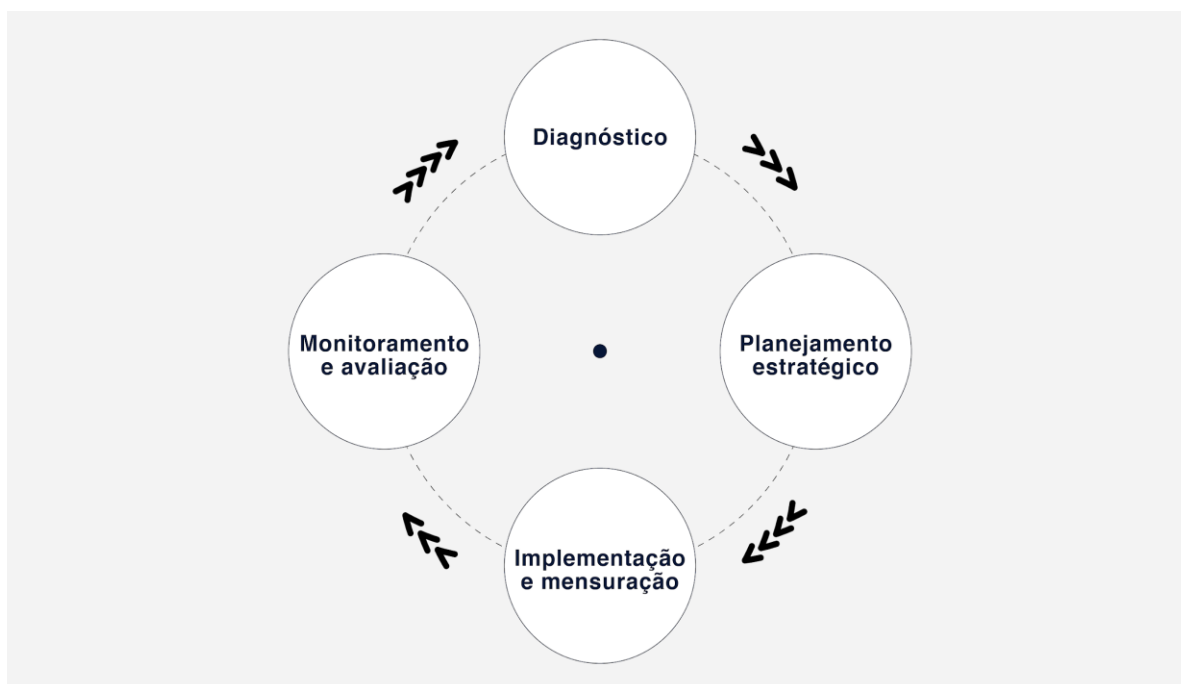 Diagnóstico
Monitoramento
e avaliação
Planejamento
estratégico
Implementação
e mensuração